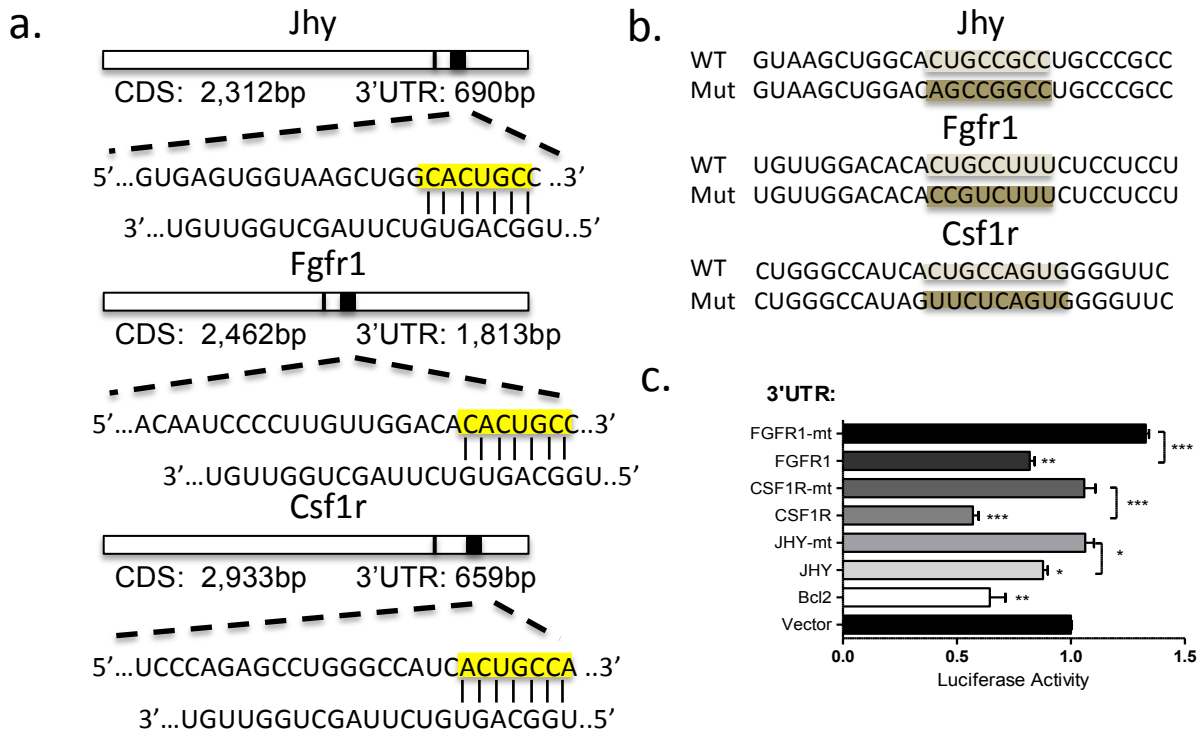 a.
Jhy
CDS: 2,312bp 3'UTR: 690bp
5'...GUGAGUGGUAAGCUGGCACUGCC ..3'
3'...UGUUGGUCGAUUCUGUGACGGU..5'
Fgfr1
CDS: 2,462bp 3'UTR: 1,813bp
5'...ACAAUCCCCUUGUUGGACACACUGCC..3'
3'...UGUUGGUCGAUUCUGUGACGGU..5'
Csf1r
CDS: 2,933bp 3'UTR: 659bp
5'...UCCCAGAGCCUGGGCCAUCACUGCCA ..3'
3'...UGUUGGUCGAUUCUGUGACGGU..5'
b.
Jhy
WT GUAAGCUGGCACUGCCGCCUGCCCGCC
Mut GUAAGCUGGACAGCCGGCCUGCCCGCC
Fgfr1
WT UGUUGGACACACUGCCUUUCUCCUCCU
Mut UGUUGGACACACCGUCUUUCUCCUCCU
Csf1r
WT CUGGGCCAUCACUGCCAGUGGGGUUC
Mut CUGGGCCAUAGUUCUCAGUGGGGUUC
c.
3'UTR:
FGFR1-mt
***
FGFR1 **
CSF1R-mt
***
CSF1R ***
JHY-mt
*
JHY *
Bcl2 **
Vector
0.0 0.5 1.0 1.5
Luciferase Activity